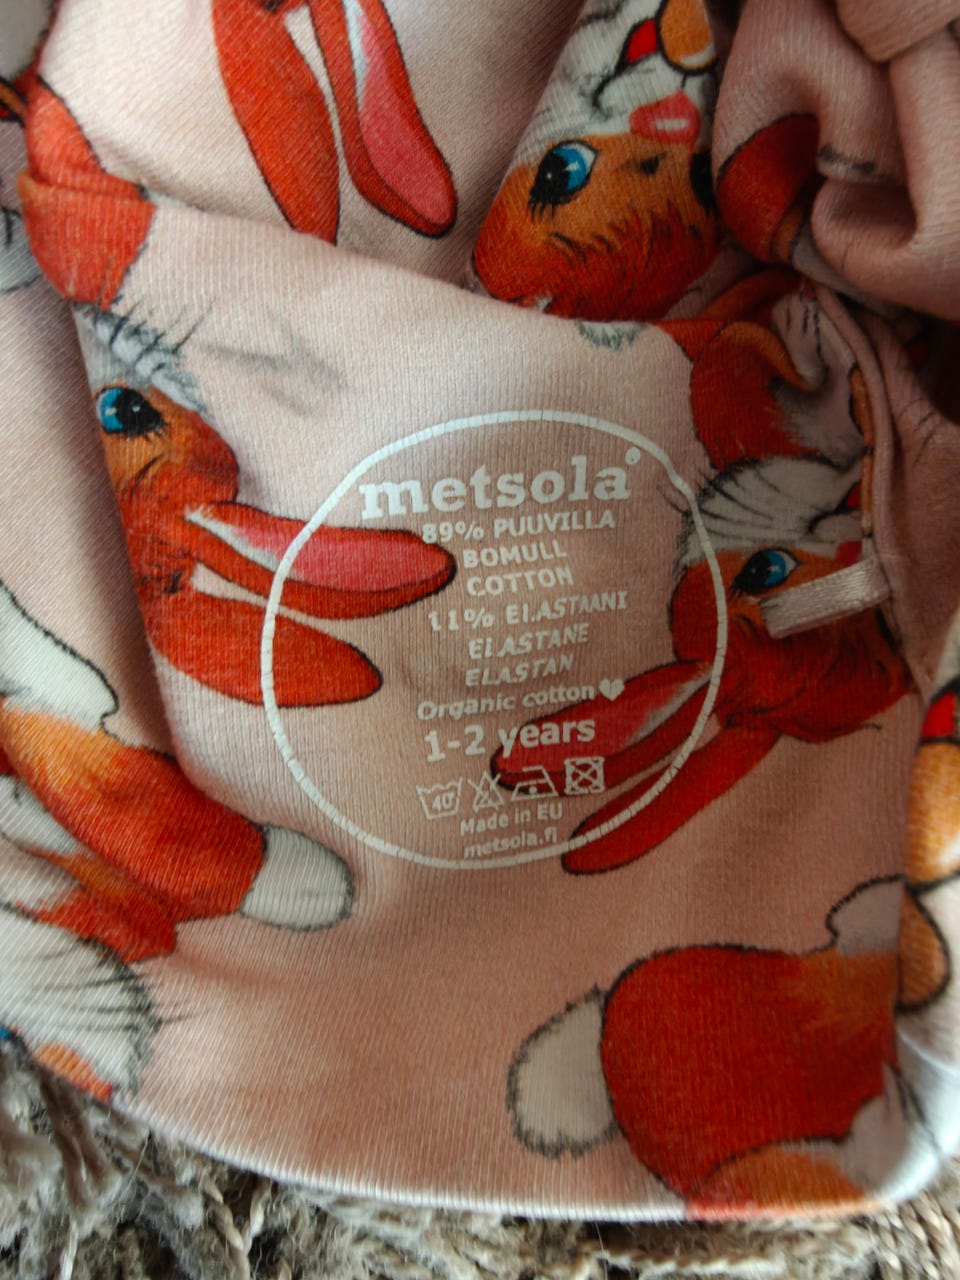 metsola
89% PUUVILLA
BOMULL
COTTON
11% ELASTAANI
ELASTANE
ELASTAN
Organic cotton
1-2 years
40
Made in EU
metsola.fi